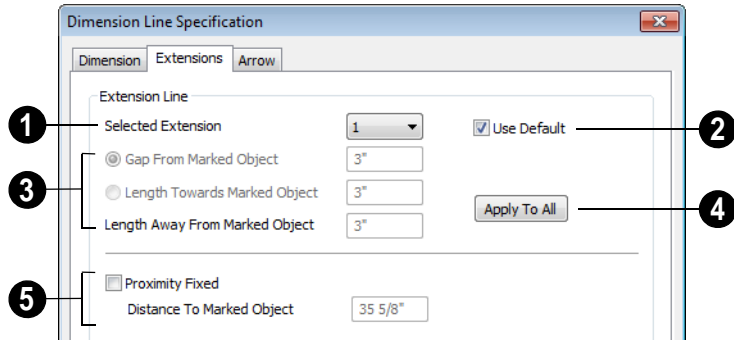 Dimension Line Specification
Dimension Extensions Arrow
Extension Line
1 Selected Extension 1 Use Default 2
3 Gap From Marked Object 3"
Length Towards Marked Object 3"
Apply To All 4
Length Away From Marked Object 3"
5 Proximity Fixed
Distance To Marked Object 35 5/8"